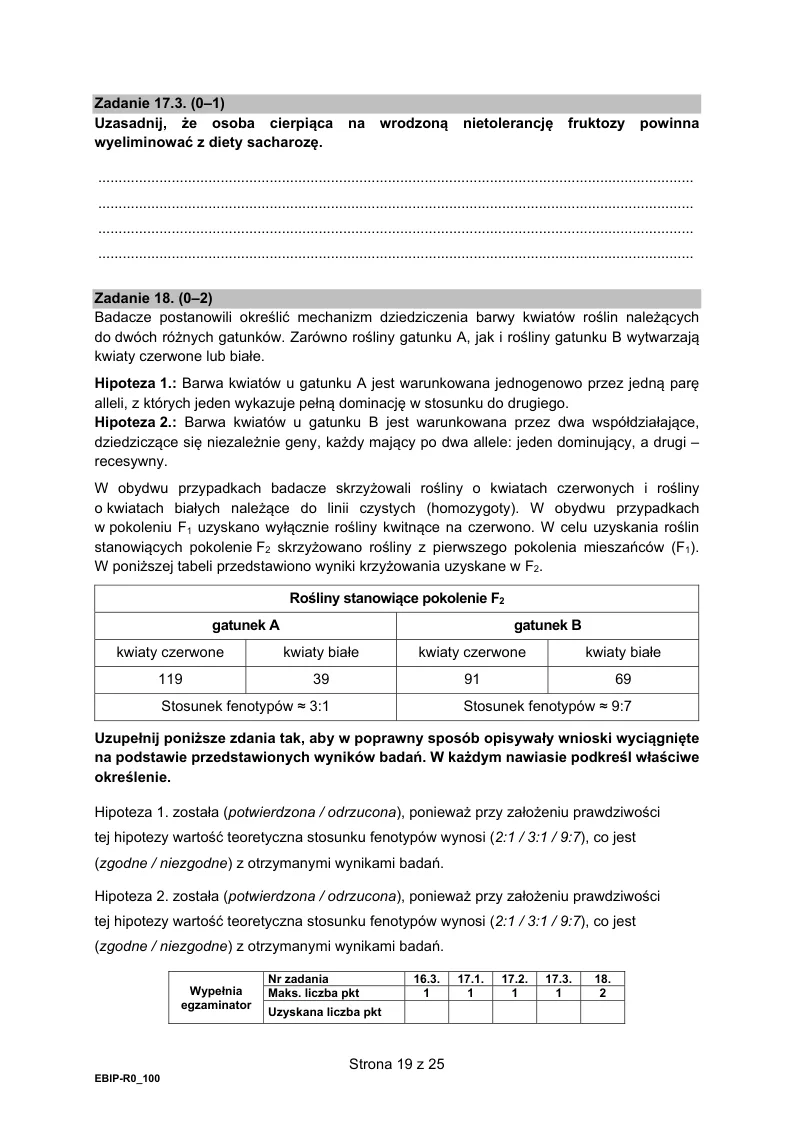 Zadanie 17.3. (0–1)
Uzasadnij, że osoba cierpiąca na wrodzoną nietolerancję fruktozy powinna
wyeliminować z diety sacharozę.
Zadanie 18. (0–2)
Badacze postanowili określić mechanizm dziedziczenia barwy kwiatów roślin należących
do dwóch różnych gatunków. Zarówno rośliny gatunku A, jak i rośliny gatunku B wytwarzają
kwiaty czerwone lub białe.
Hipoteza 1.: Barwa kwiatów u gatunku A jest warunkowana jednogenowo przez jedną parę
alleli, z których jeden wykazuje pełną dominację w stosunku do drugiego.
Hipoteza 2.: Barwa kwiatów u gatunku B jest warunkowana przez dwa współdziałające,
dziedziczące się niezależnie geny, każdy mający po dwa allele: jeden dominujący, a drugi –
recesywny.
W obydwu przypadkach badacze skrzyżowali rośliny o kwiatach czerwonych i rośliny
o kwiatach białych należące do linii czystych (homozygoty). W obydwu przypadkach
w pokoleniu F₁ uzyskano wyłącznie rośliny kwitnące na czerwono. W celu uzyskania roślin
stanowiących pokolenie F₂ skrzyżowano rośliny z pierwszego pokolenia mieszańców (F₁).
W poniższej tabeli przedstawiono wyniki krzyżowania uzyskane w F₂.
Rośliny stanowiące pokolenie F₂
gatunek A gatunek B
kwiaty czerwone kwiaty białe kwiaty czerwone kwiaty białe
119 39 91 69
Stosunek fenotypów ≈ 3:1 Stosunek fenotypów ≈ 9:7
Uzupełnij poniższe zdania tak, aby w poprawny sposób opisywały wnioski wyciągnięte
na podstawie przedstawionych wyników badań. W każdym nawiasie podkreśl właściwe
określenie.
Hipoteza 1. została (potwierdzona / odrzucona), ponieważ przy założeniu prawdziwości
tej hipotezy wartość teoretyczna stosunku fenotypów wynosi (2:1 / 3:1 / 9:7), co jest
(zgodne / niezgodne) z otrzymanymi wynikami badań.
Hipoteza 2. została (potwierdzona / odrzucona), ponieważ przy założeniu prawdziwości
tej hipotezy wartość teoretyczna stosunku fenotypów wynosi (2:1 / 3:1 / 9:7), co jest
(zgodne / niezgodne) z otrzymanymi wynikami badań.
Wypełnia egzaminator
Nr zadania 16.3. 17.1. 17.2. 17.3. 18.
Maks. liczba pkt 1 1 1 1 2
Uzyskana liczba pkt
Strona 19 z 25
EBIP-R0_100